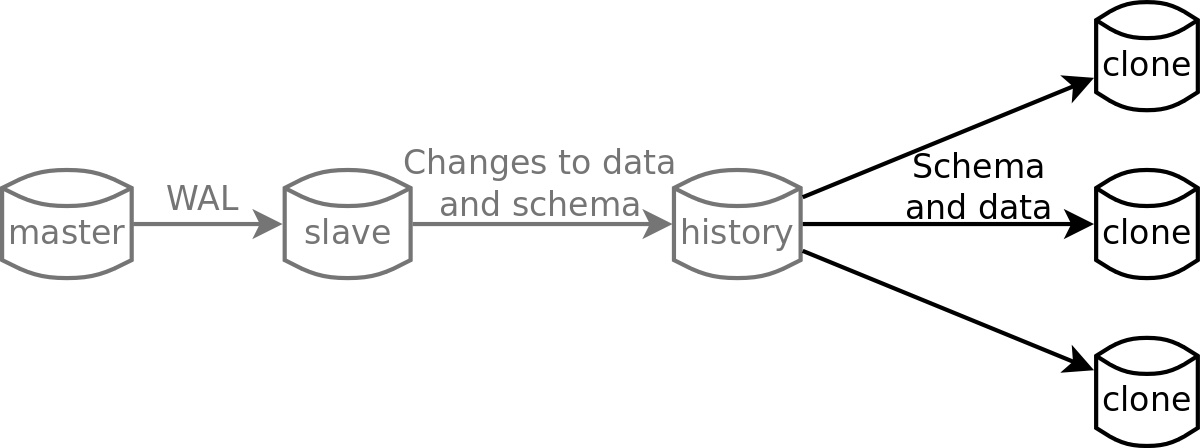 clone
Changes to data
and schema
Schema
and data
WAL
master
slave
history
clone
clone